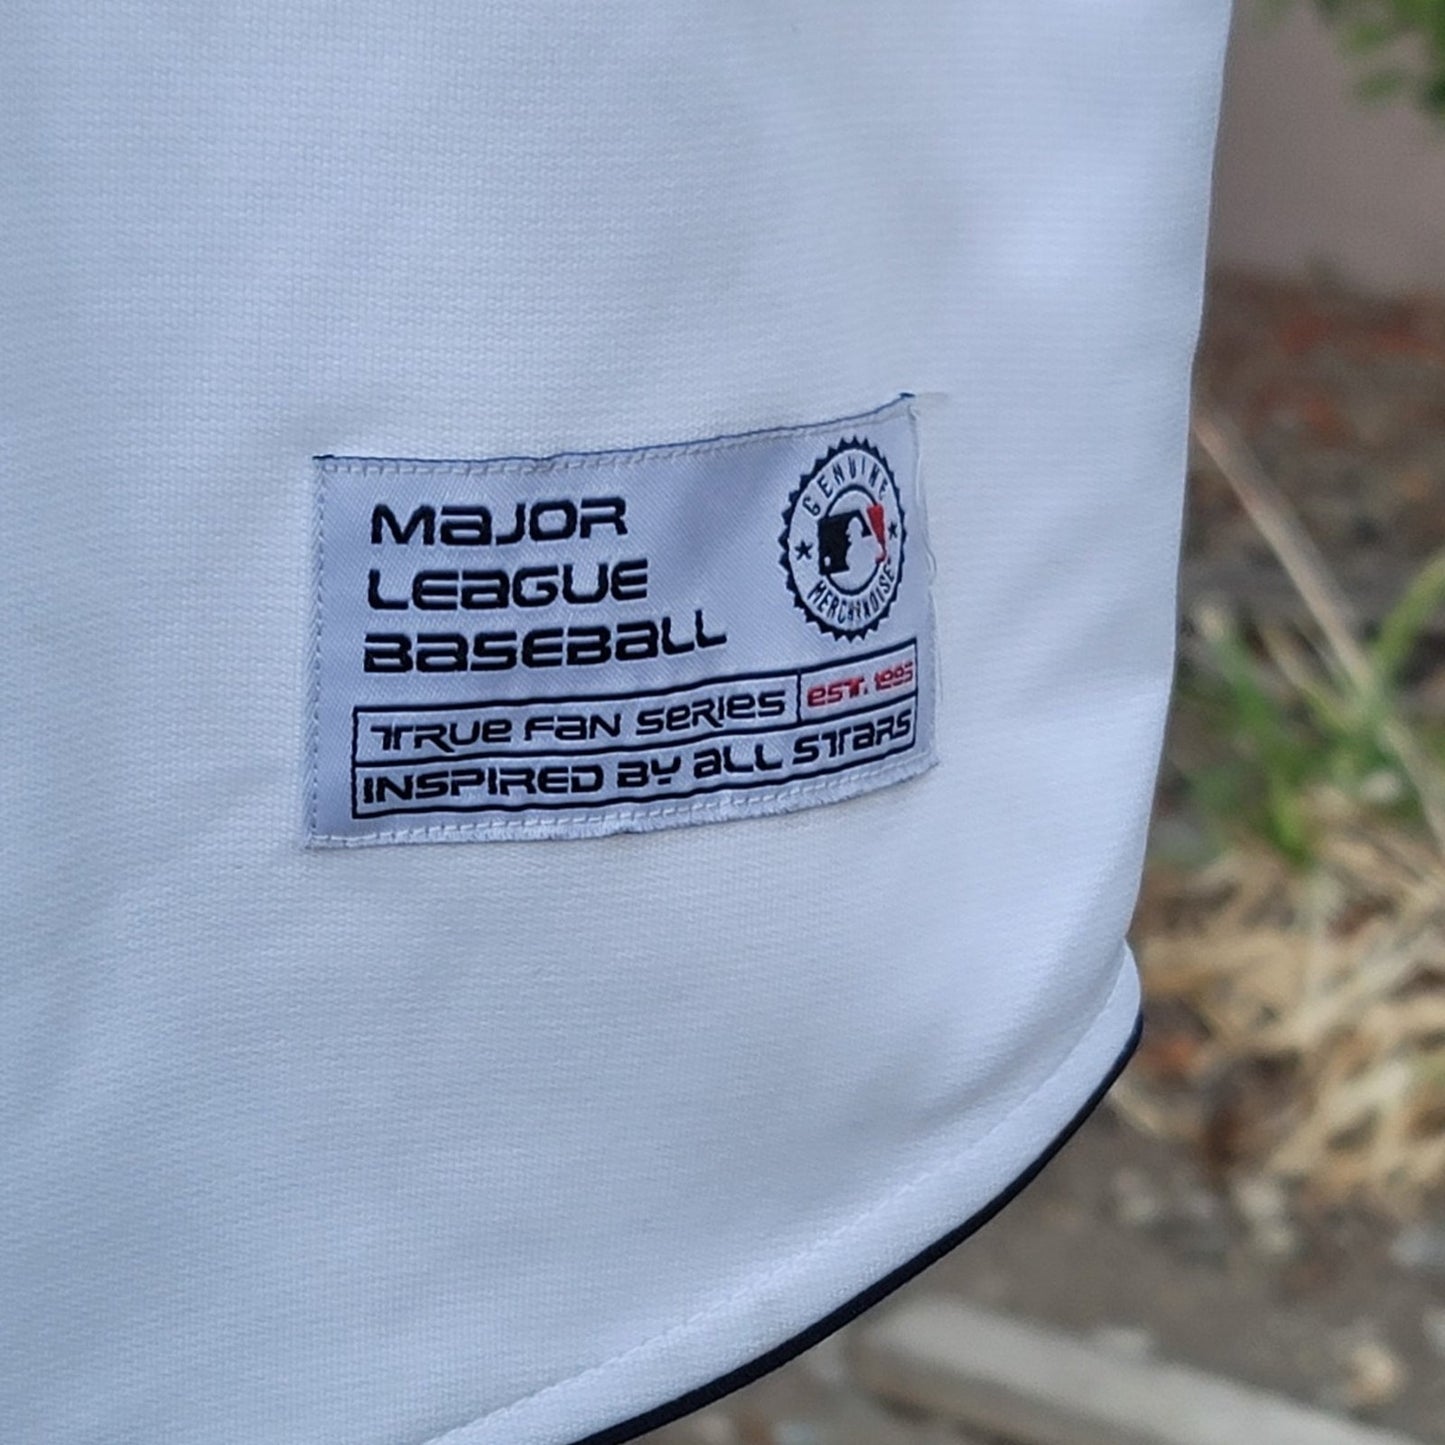 MAJOR
LEAGUE
BASEBALL
GENUINE
MERCHANDISE
TRUE FAN SERIES
EST. 1995
INSPIRED BY ALL STARS